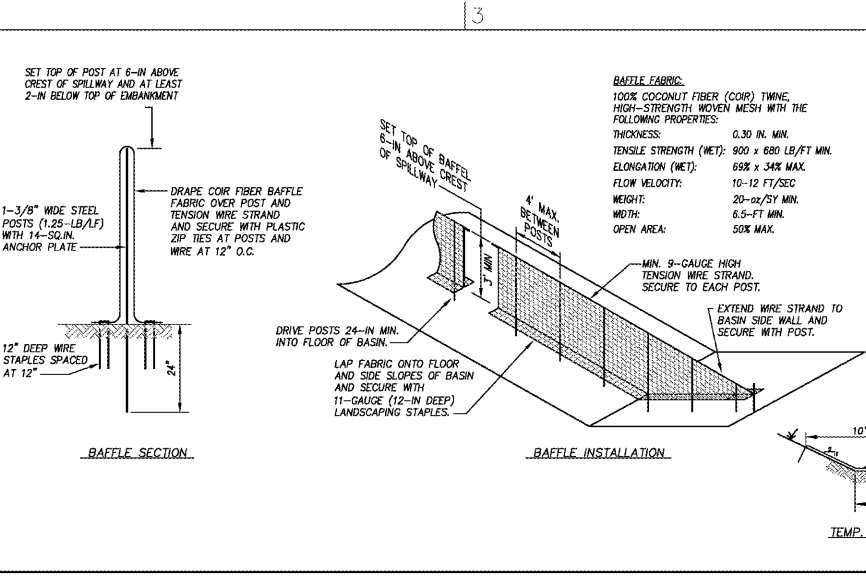 3
SET TOP OF POST AT 6-IN ABOVE
CREST OF SPILLWAY AND AT LEAST
2-IN BELOW TOP OF EMBANKMENT
DRAPE COIR FIBER BAFFLE
FABRIC OVER POST AND
TENSION WIRE STRAND
AND SECURE WITH PLASTIC
ZIP TIES AT POSTS AND
WIRE AT 12" O.C.
1-3/8" WIDE STEEL
POSTS (1.25-LB/LF)
WITH 14-SQ.IN.
ANCHOR PLATE
12" DEEP WIRE
STAPLES SPACED
AT 12"
24"
BAFFLE SECTION
SET TOP OF BAFFEL
6-IN ABOVE CREST
OF SPILLWAY
4' MAX.
BETWEEN
POSTS
3' MIN
MIN. 9-GAUGE HIGH
TENSION WIRE STRAND.
SECURE TO EACH POST.
EXTEND WIRE STRAND TO
BASIN SIDE WALL AND
SECURE WITH POST.
DRIVE POSTS 24-IN MIN.
INTO FLOOR OF BASIN.
LAP FABRIC ONTO FLOOR
AND SIDE SLOPES OF BASIN
AND SECURE WITH
11-GAUGE (12-IN DEEP)
LANDSCAPING STAPLES.
BAFFLE INSTALLATION
BAFFLE FABRIC:
100% COCONUT FIBER (COIR) TWINE,
HIGH-STRENGTH WOVEN MESH WITH THE
FOLLOWING PROPERTIES:
THICKNESS: 0.30 IN. MIN.
TENSILE STRENGTH (WET): 900 x 680 LB/FT MIN.
ELONGATION (WET): 69% x 34% MAX.
FLOW VELOCITY: 10-12 FT/SEC
WEIGHT: 20-oz/SY MIN.
WIDTH: 6.5-FT MIN.
OPEN AREA: 50% MAX.
10'
TEMP.